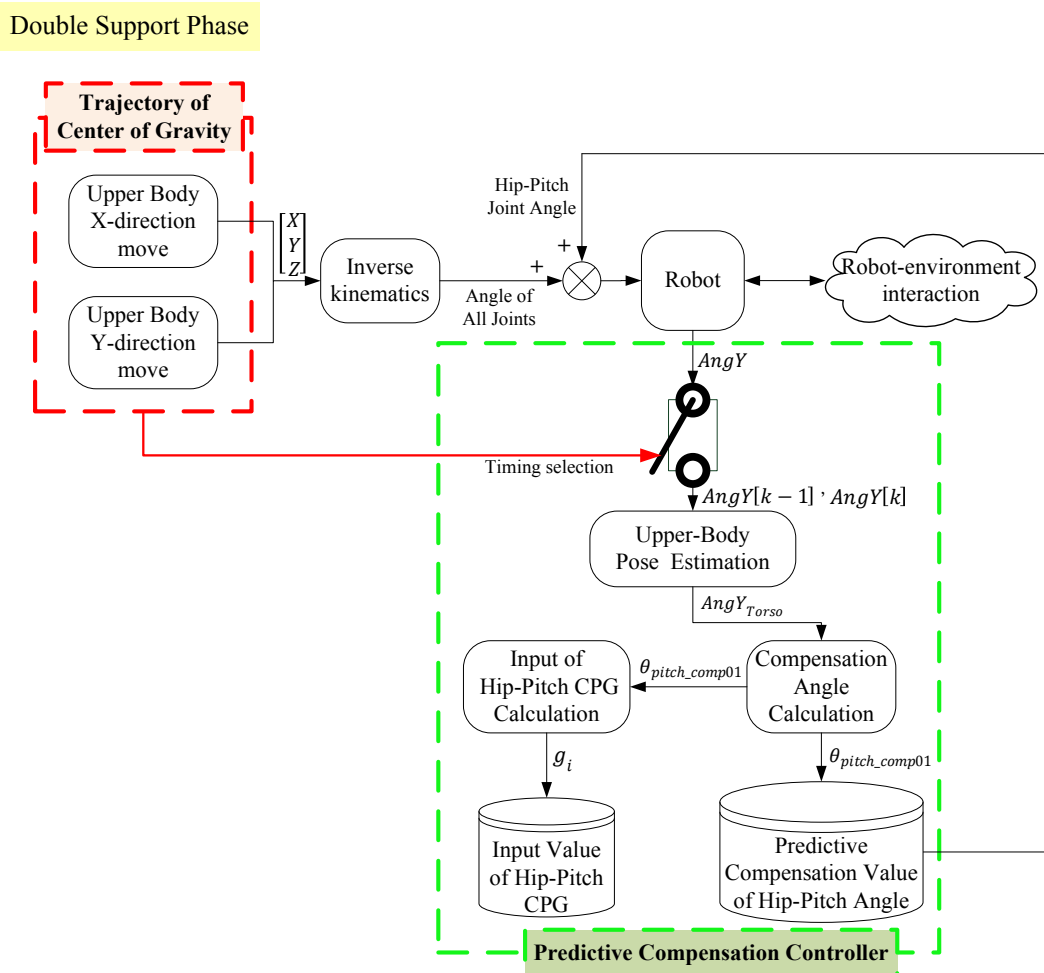 Double Support Phase
Trajectory of
Center of Gravity
Upper Body
X-direction
move
Upper Body
Y-direction
move
[X
Y
Z]
Inverse
kinematics
Angle of
All Joints
+
Hip-Pitch
Joint Angle
+
Robot
Robot-environment
interaction
AngY
Timing selection
AngY[k − 1] , AngY[k]
Upper-Body
Pose Estimation
AngY_Torso
Compensation
Angle
Calculation
θ_pitch_comp01
Input of
Hip-Pitch CPG
Calculation
g_i
Input Value
of Hip-Pitch
CPG
θ_pitch_comp01
Predictive
Compensation Value
of Hip-Pitch Angle
Predictive Compensation Controller